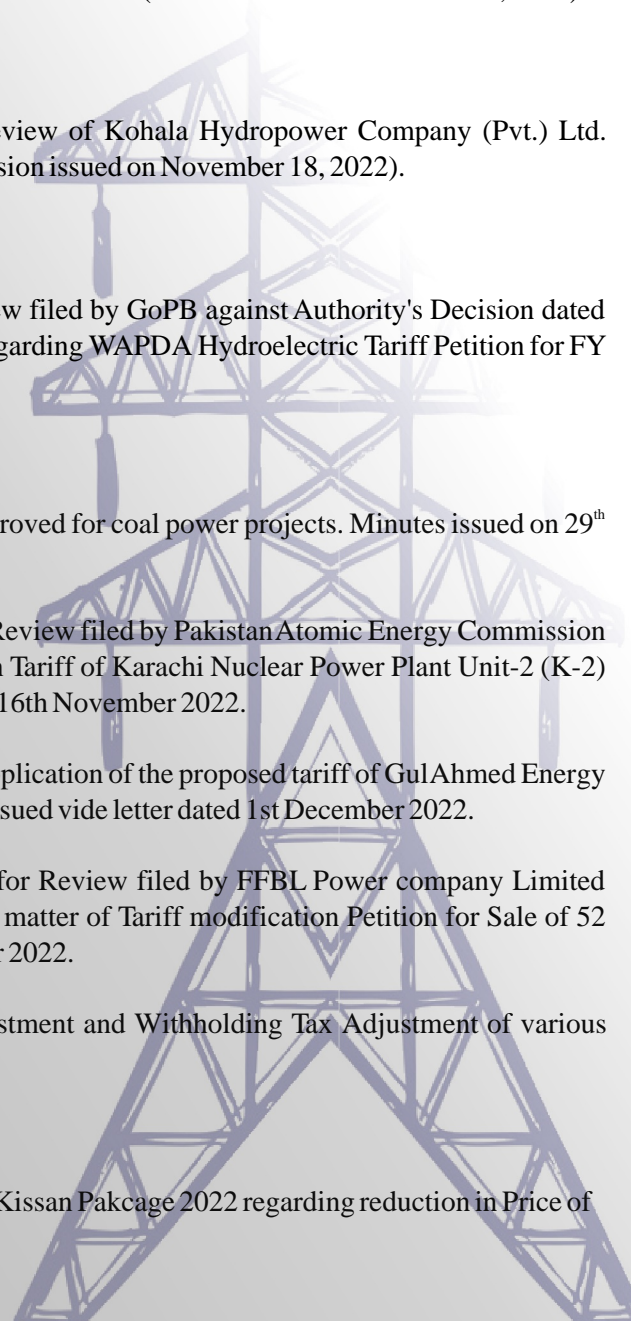 eview of Kohala Hydropower Company (Pvt.) Ltd.
sion issued on November 18, 2022).
w filed by GoPB against Authority's Decision dated
egarding WAPDA Hydroelectric Tariff Petition for FY
proved for coal power projects. Minutes issued on 29th
Review filed by Pakistan Atomic Energy Commission
n Tariff of Karachi Nuclear Power Plant Unit-2 (K-2)
16th November 2022.
pplication of the proposed tariff of Gul Ahmed Energy
sued vide letter dated 1st December 2022.
for Review filed by FFBL Power company Limited
matter of Tariff modification Petition for Sale of 52
r 2022.
stment and Withholding Tax Adjustment of various
Kissan Pakcage 2022 regarding reduction in Price of